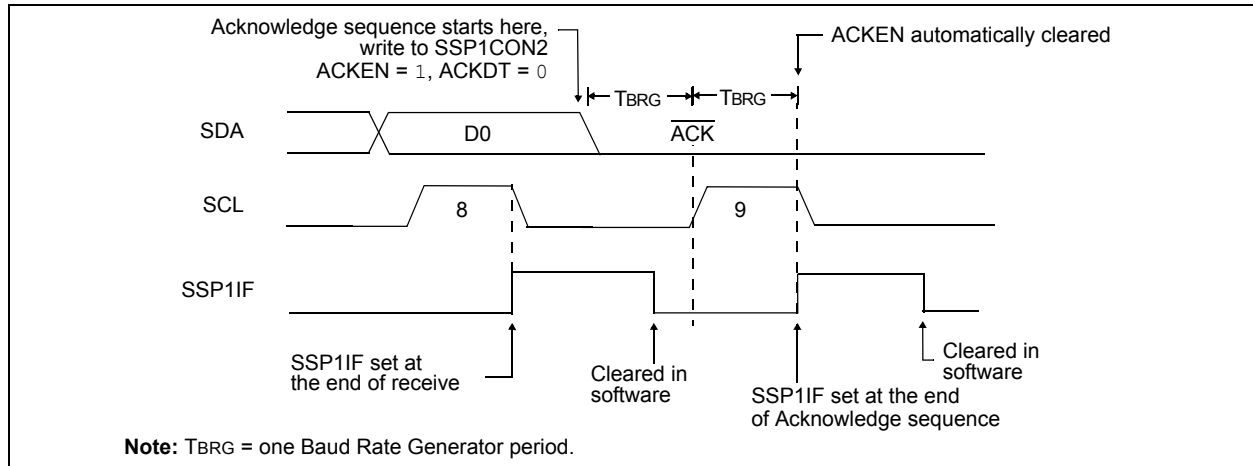 Acknowledge sequence starts here,
write to SSP1CON2
ACKEN = 1, ACKDT = 0
ACKEN automatically cleared
TBRG
TBRG
SDA
D0
ACK
SCL
8
9
SSP1IF
SSP1IF set at
the end of receive
Cleared in
software
SSP1IF set at the end
of Acknowledge sequence
Cleared in
software
Note: TBRG = one Baud Rate Generator period.